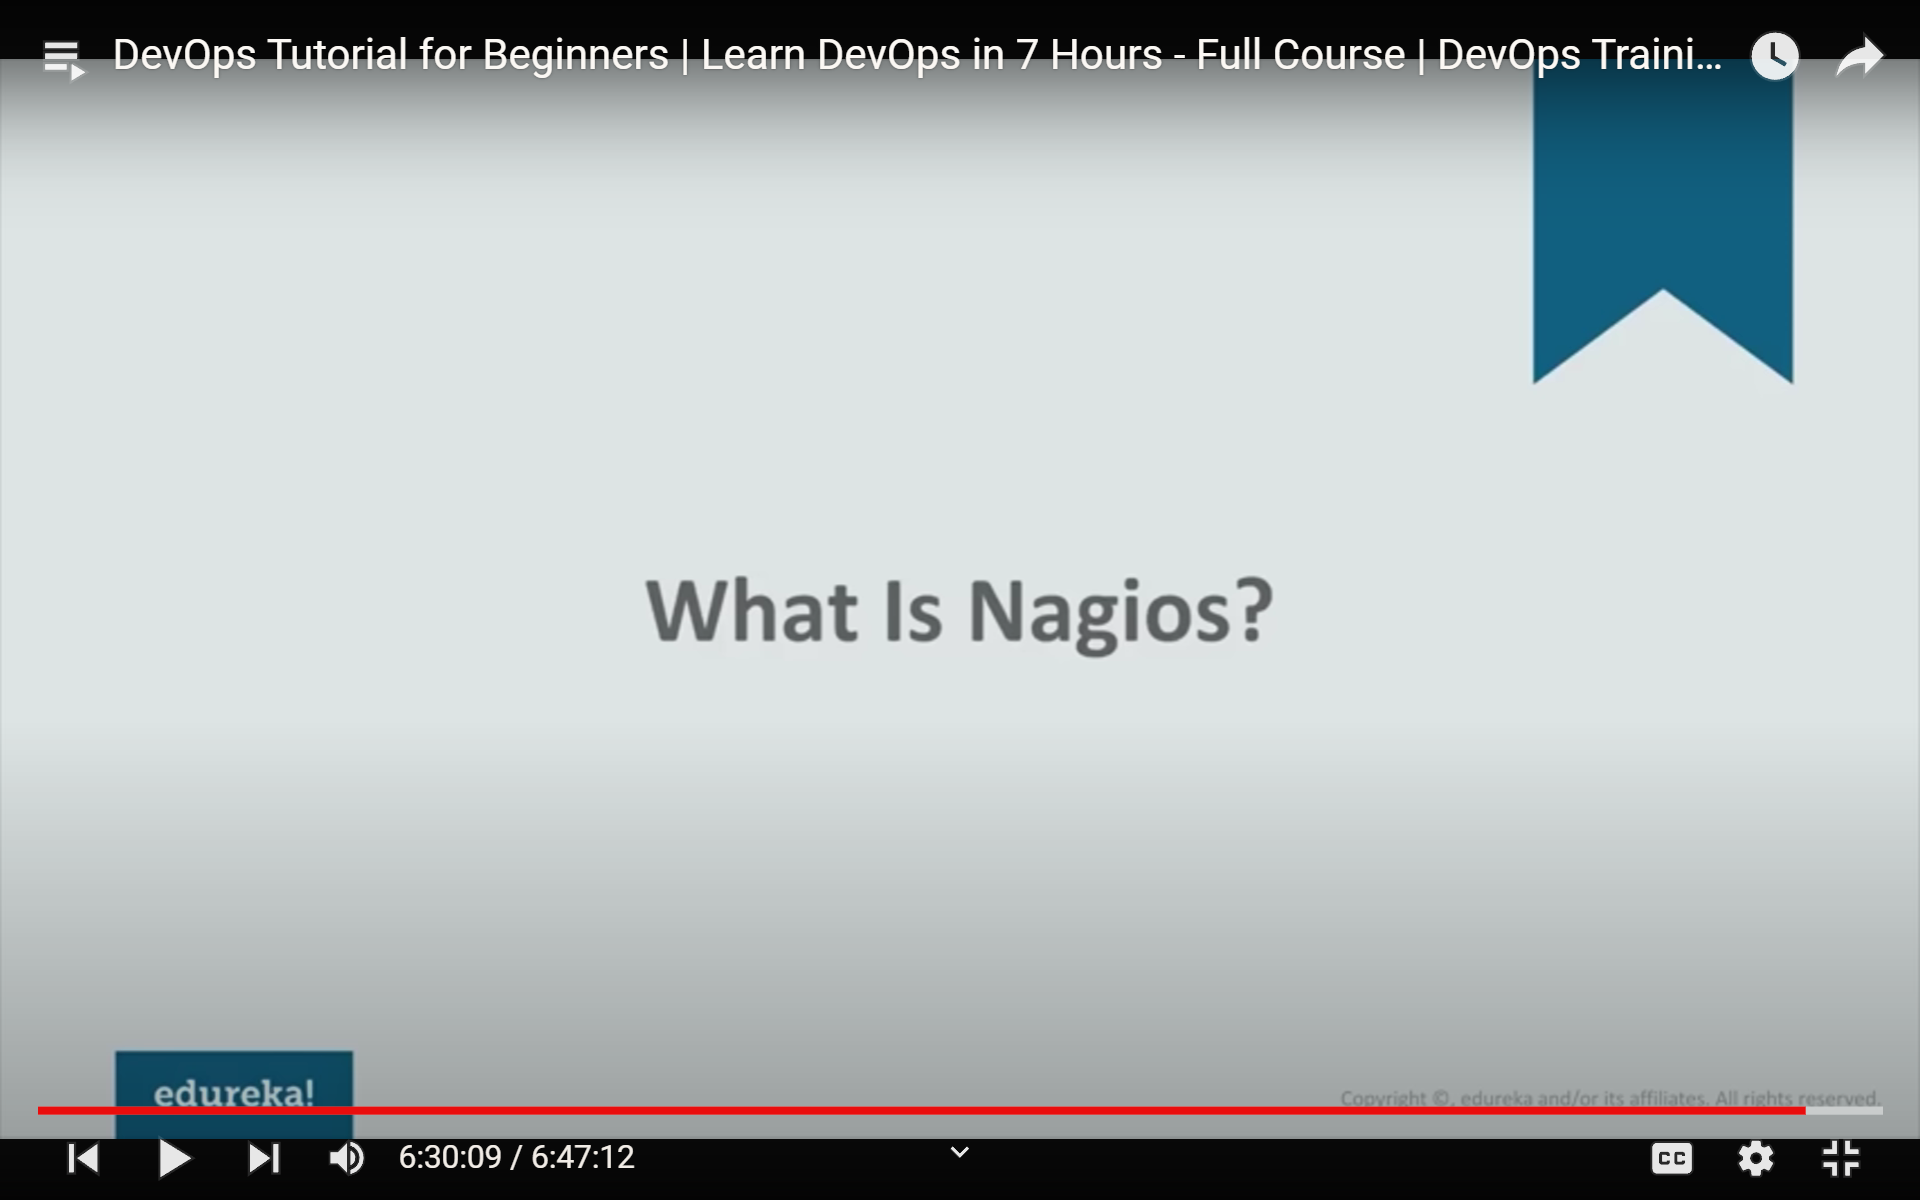 DevOps Tutorial for Beginners | Learn DevOps in 7 Hours - Full Course | DevOps Traini...
What Is Nagios?
edureka!
Copyright ©, edureka and/or its affiliates. All rights reserved.
6:30:09 / 6:47:12
CC